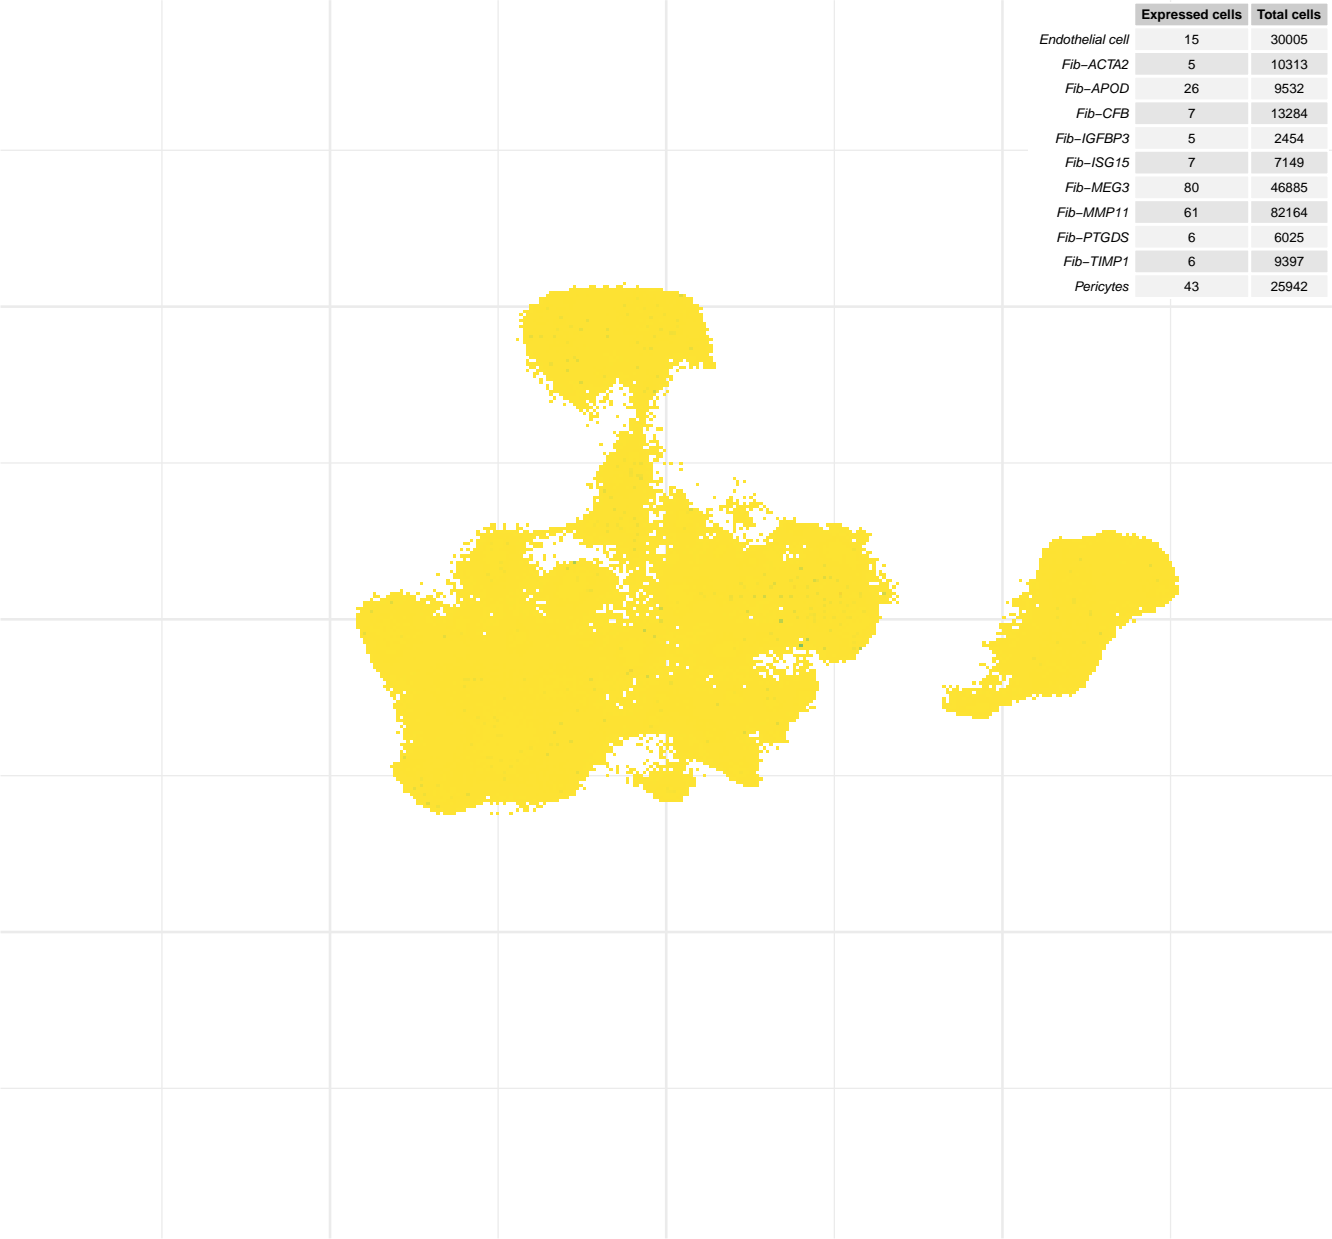 Expressed cells Total cells
Endothelial cell 15 30005
Fib−ACTA2 5 10313
Fib−APOD 26 9532
Fib−CFB 7 13284
Fib−IGFBP3 5 2454
Fib−ISG15 7 7149
Fib−MEG3 80 46885
Fib−MMP11 61 82164
Fib−PTGDS 6 6025
Fib−TIMP1 6 9397
Pericytes 43 25942